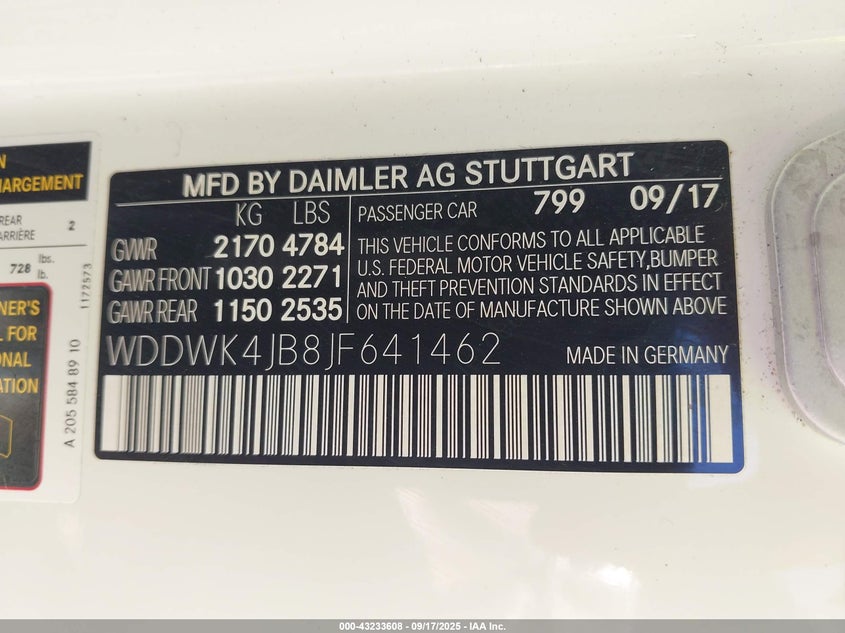 MFD BY DAIMLER AG STUTTGART
KG LBS
GVWR 2170 4784
GAWR FRONT 1030 2271
GAWR REAR 1150 2535
PASSENGER CAR 799 09/17
THIS VEHICLE CONFORMS TO ALL APPLICABLE
U.S. FEDERAL MOTOR VEHICLE SAFETY,BUMPER
AND THEFT PREVENTION STANDARDS IN EFFECT
ON THE DATE OF MANUFACTURE SHOWN ABOVE
WDDWK4JB8JF641462
MADE IN GERMANY
N
HARGEMENT
REAR 2
ARRIÈRE
728 lbs.
lb.
1172573
NER'S
L FOR
ONAL
ATION
A 205 584 89 10
000-43233608 - 09/17/2025 - IAA Inc.